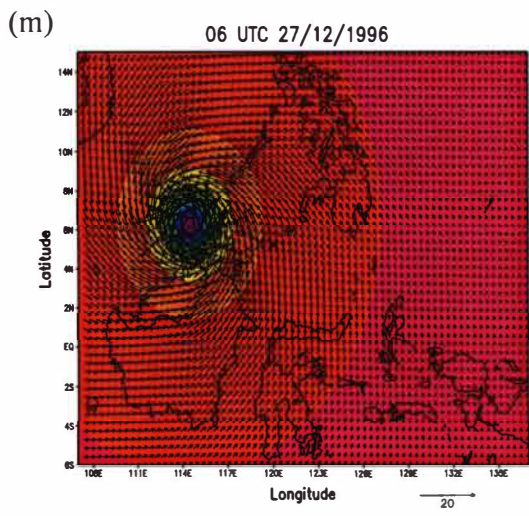 (m)
06 UTC 27/12/1996
14N
12N
10N
8N
6N
4N
2N
EQ
2S
4S
6S
Latitude
108E 111E 114E 117E 120E 123E 126E 129E 132E 135E
Longitude
20